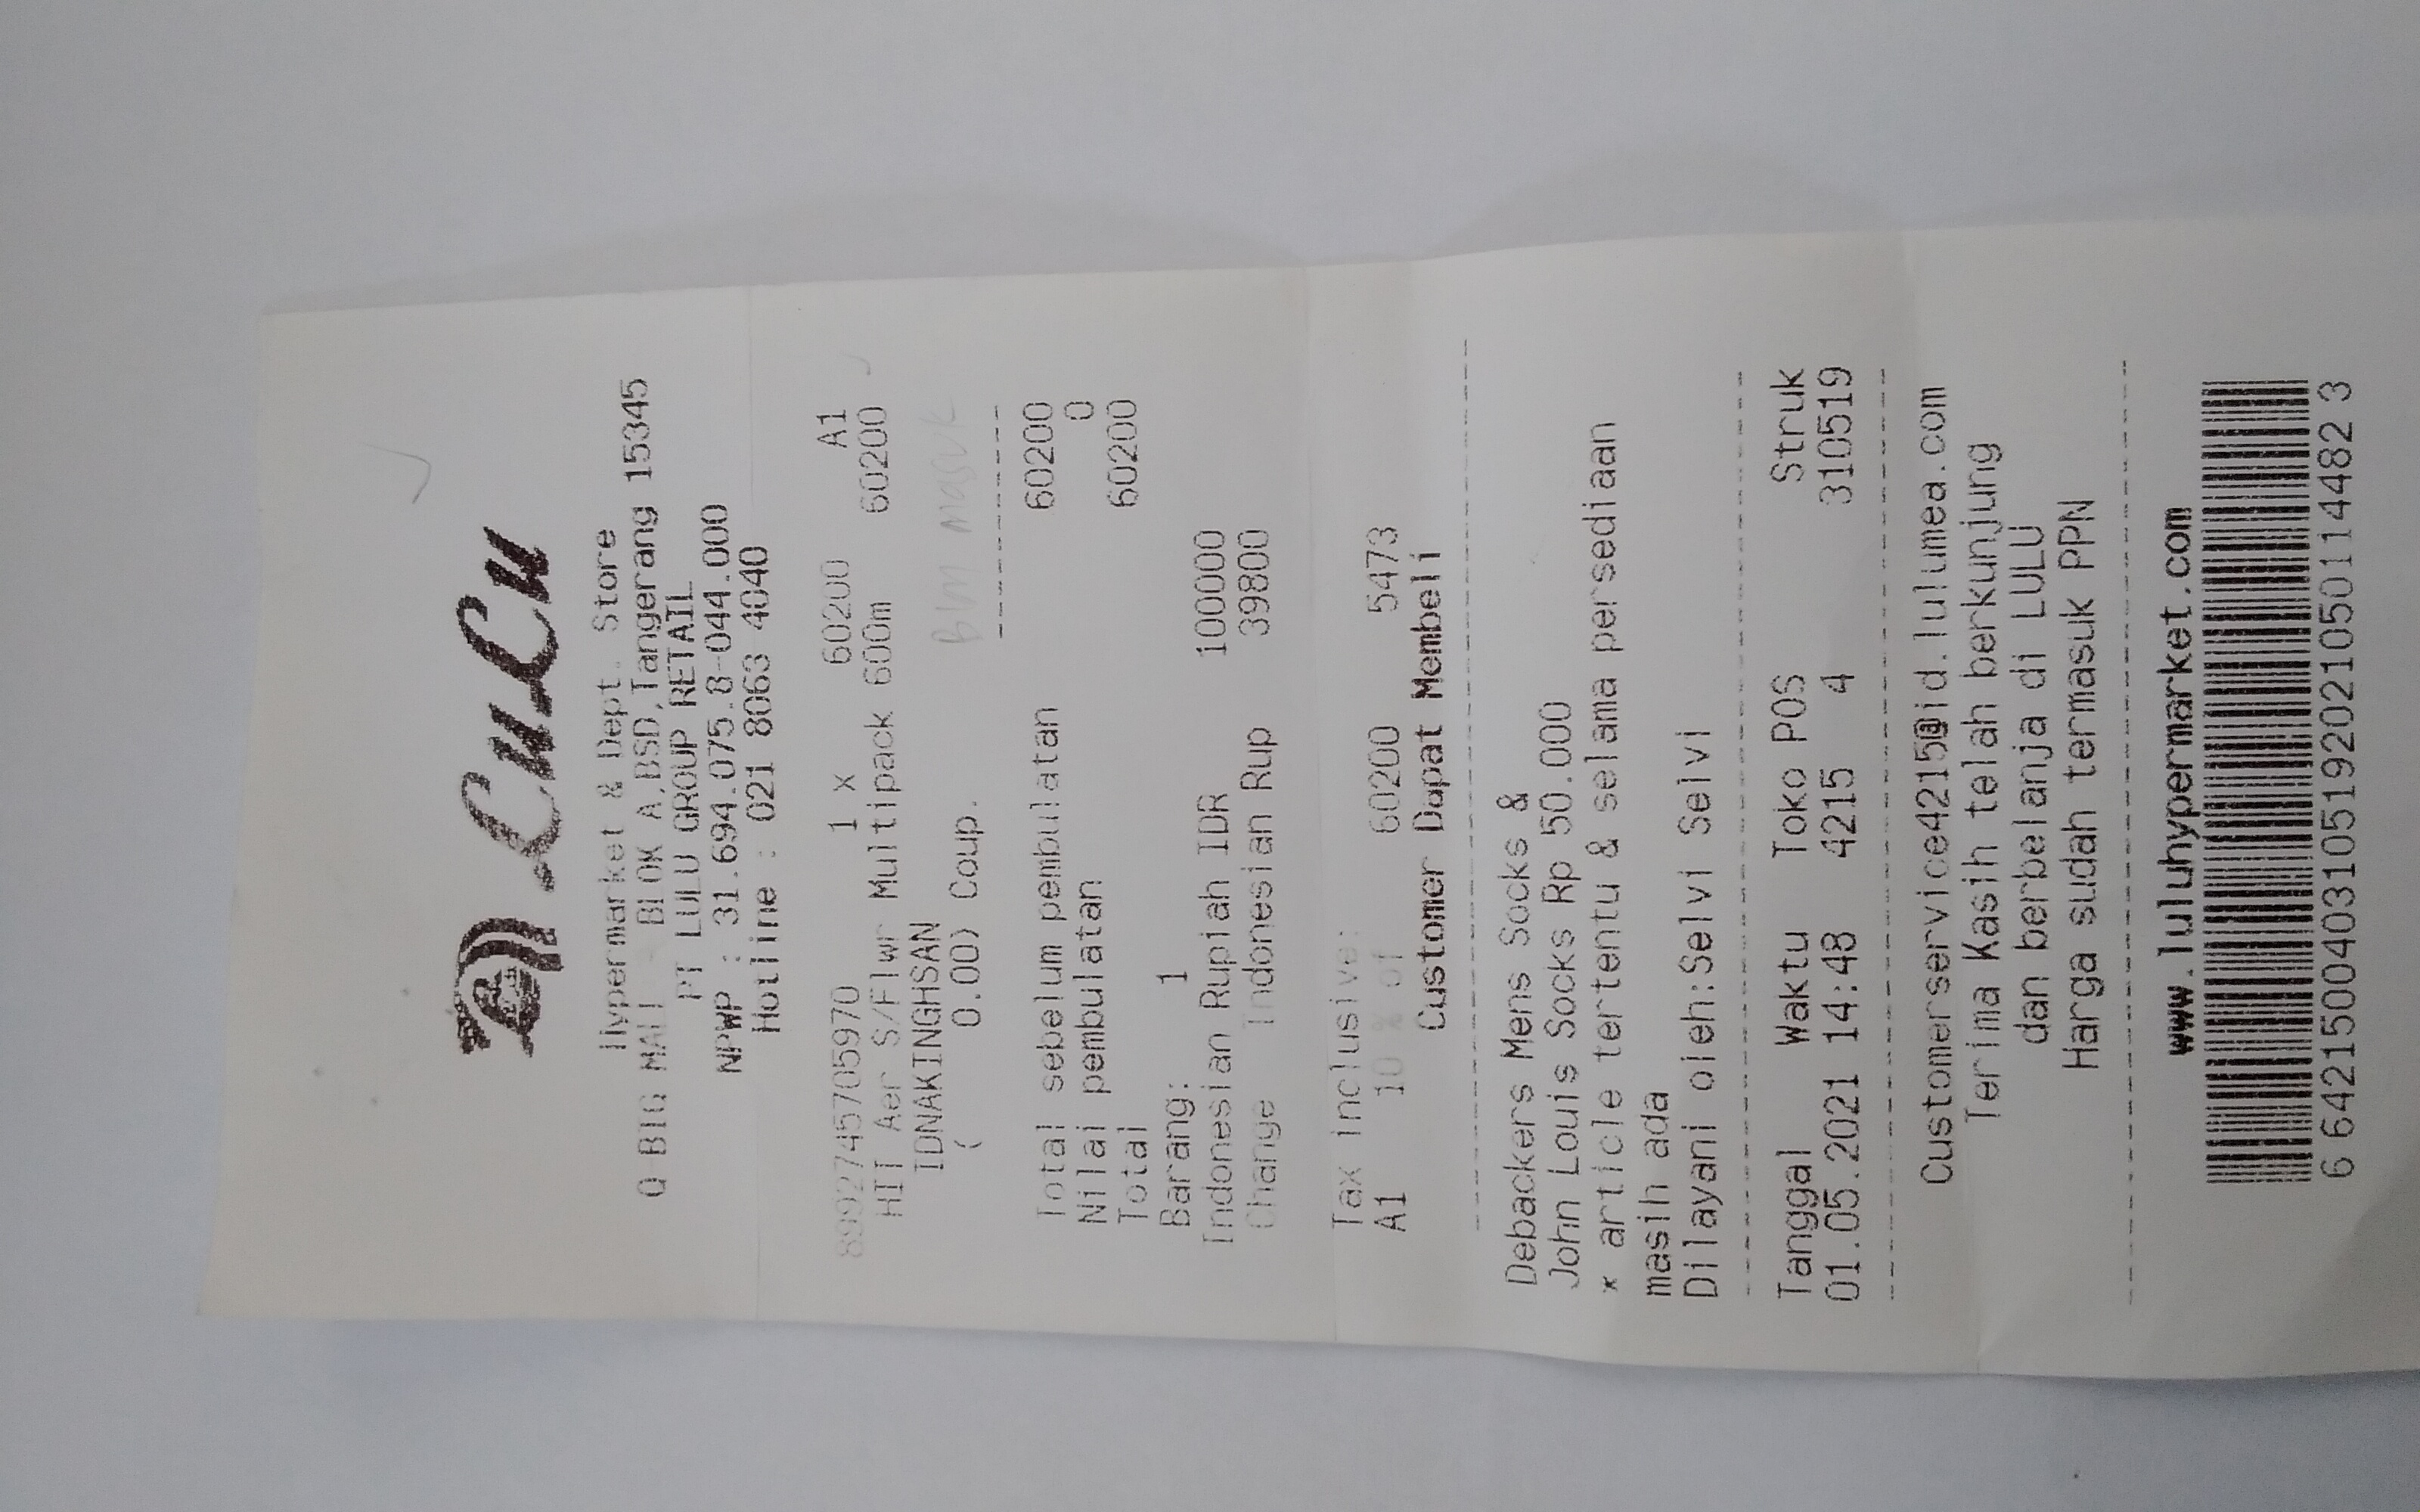 LuLu
Hypermarket & Dept. Store
Q BIG MALL BLOK A,BSD,Tangerang 15345
PT LULU GROUP RETAIL
NPWP : 31.694.075.8-044.000
Hotline : 021 8063 4040
8992745705970 1 x 60200 A1
HIT Aer S/Flwr Multipack 600m 60200
IDNAKINGHSAN
( 0.00) Coup.
Blm masuk
Total sebelum pembulatan 60200
Nilai pembulatan 0
Total 60200
Barang: 1
Indonesian Rupiah IDR 100000
Change Indonesian Rup 39800
Tax Inclusive:
A1 10 % of 60200 5473
Customer Dapat Membeli
Debackers Mens Socks &
John Louis Socks Rp 50.000
* article tertentu & selama persediaan
masih ada
Dilayani oleh:Selvi Selvi
Tanggal Waktu Toko POS Struk
01.05.2021 14:48 4215 4 310519
Customerservice4215@id.lulumea.com
Terima Kasih telah berkunjung
dan berbelanja di LULU
Harga sudah termasuk PPN
www.luluhypermarket.com
6 6421500403105192021050114482 3